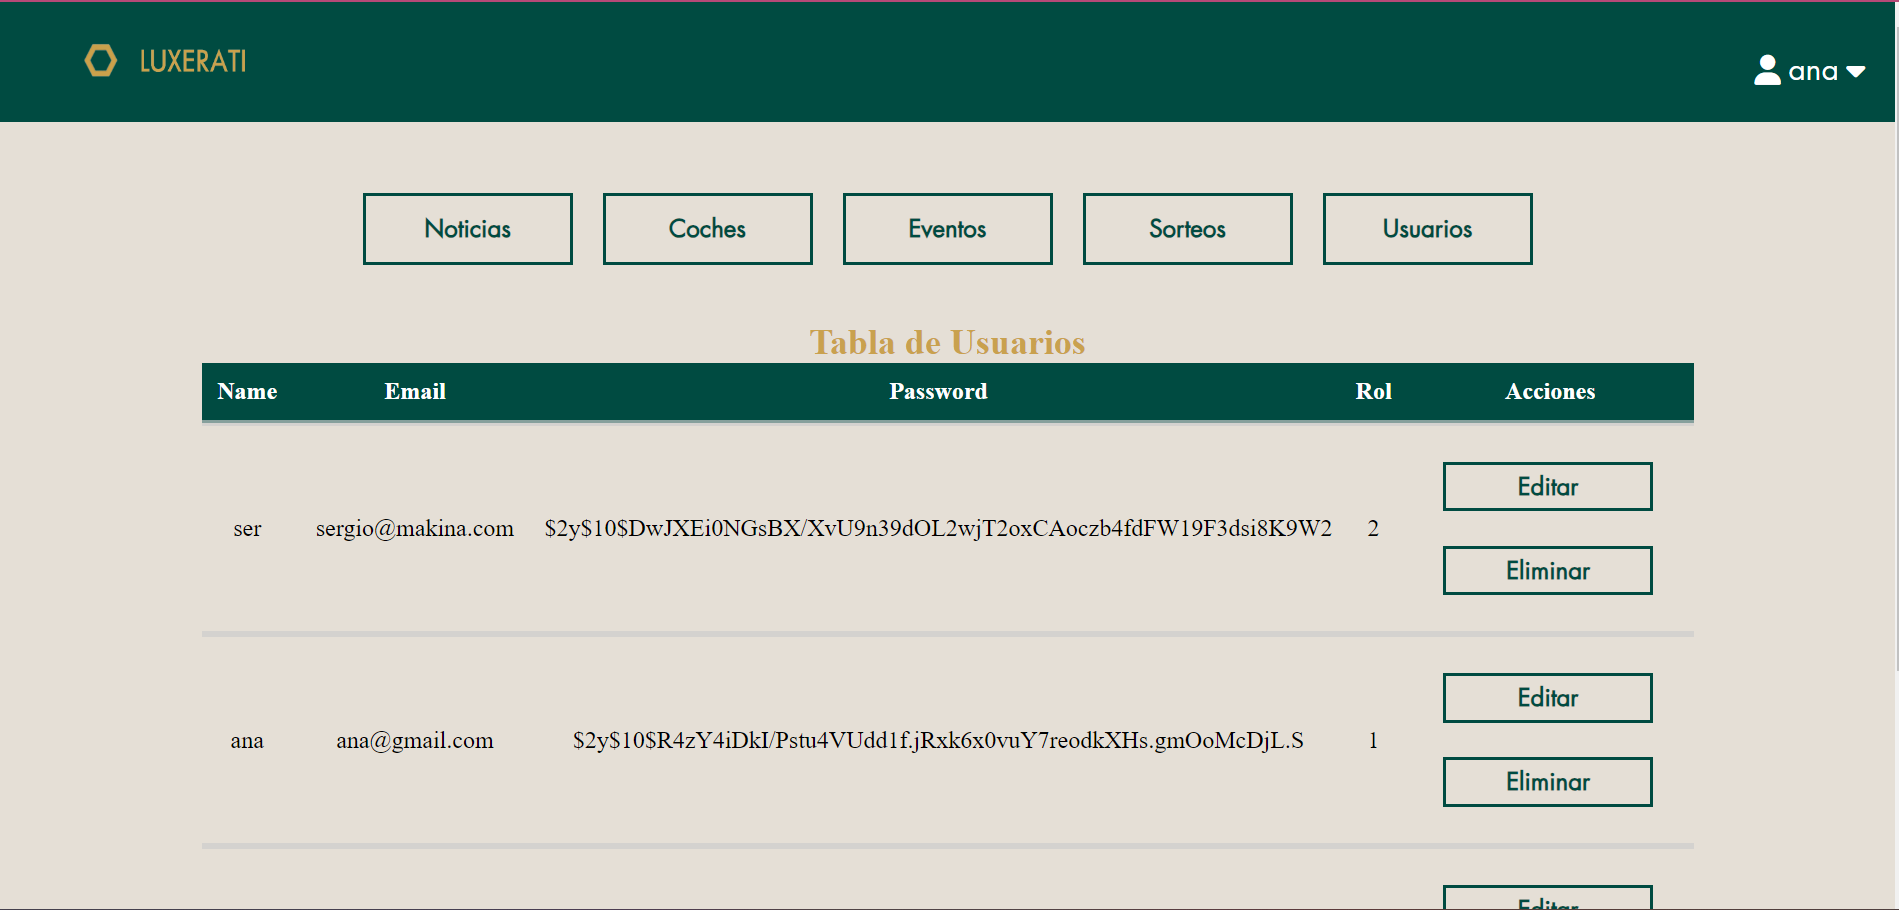 LUXERATI
ana
Noticias Coches Eventos Sorteos Usuarios
Tabla de Usuarios
Name Email Password Rol Acciones
Editar
ser sergio@makina.com $2y$10$DwJXEi0NGsBX/XvU9n39dOL2wjT2oxCAoczb4fdFW19F3dsi8K9W2 2
Eliminar
Editar
ana ana@gmail.com $2y$10$R4zY4iDkI/Pstu4VUdd1f.jRxk6x0vuY7reodkXHs.gmOoMcDjL.S 1
Eliminar
Editar